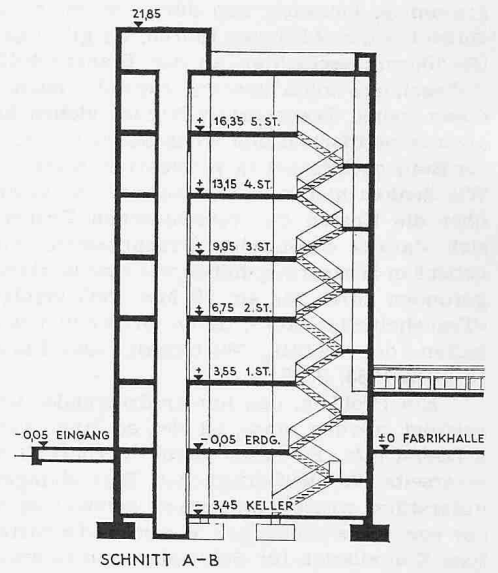 21,85
± 16,35 5.ST.
± 13,15 4.ST.
± 9,95 3.ST.
± 6,75 2.ST.
± 3,55 1.ST.
-0,05 EINGANG
-0,05 ERDG.
±0 FABRIKHALLE
3,45 KELLER
SCHNITT A-B